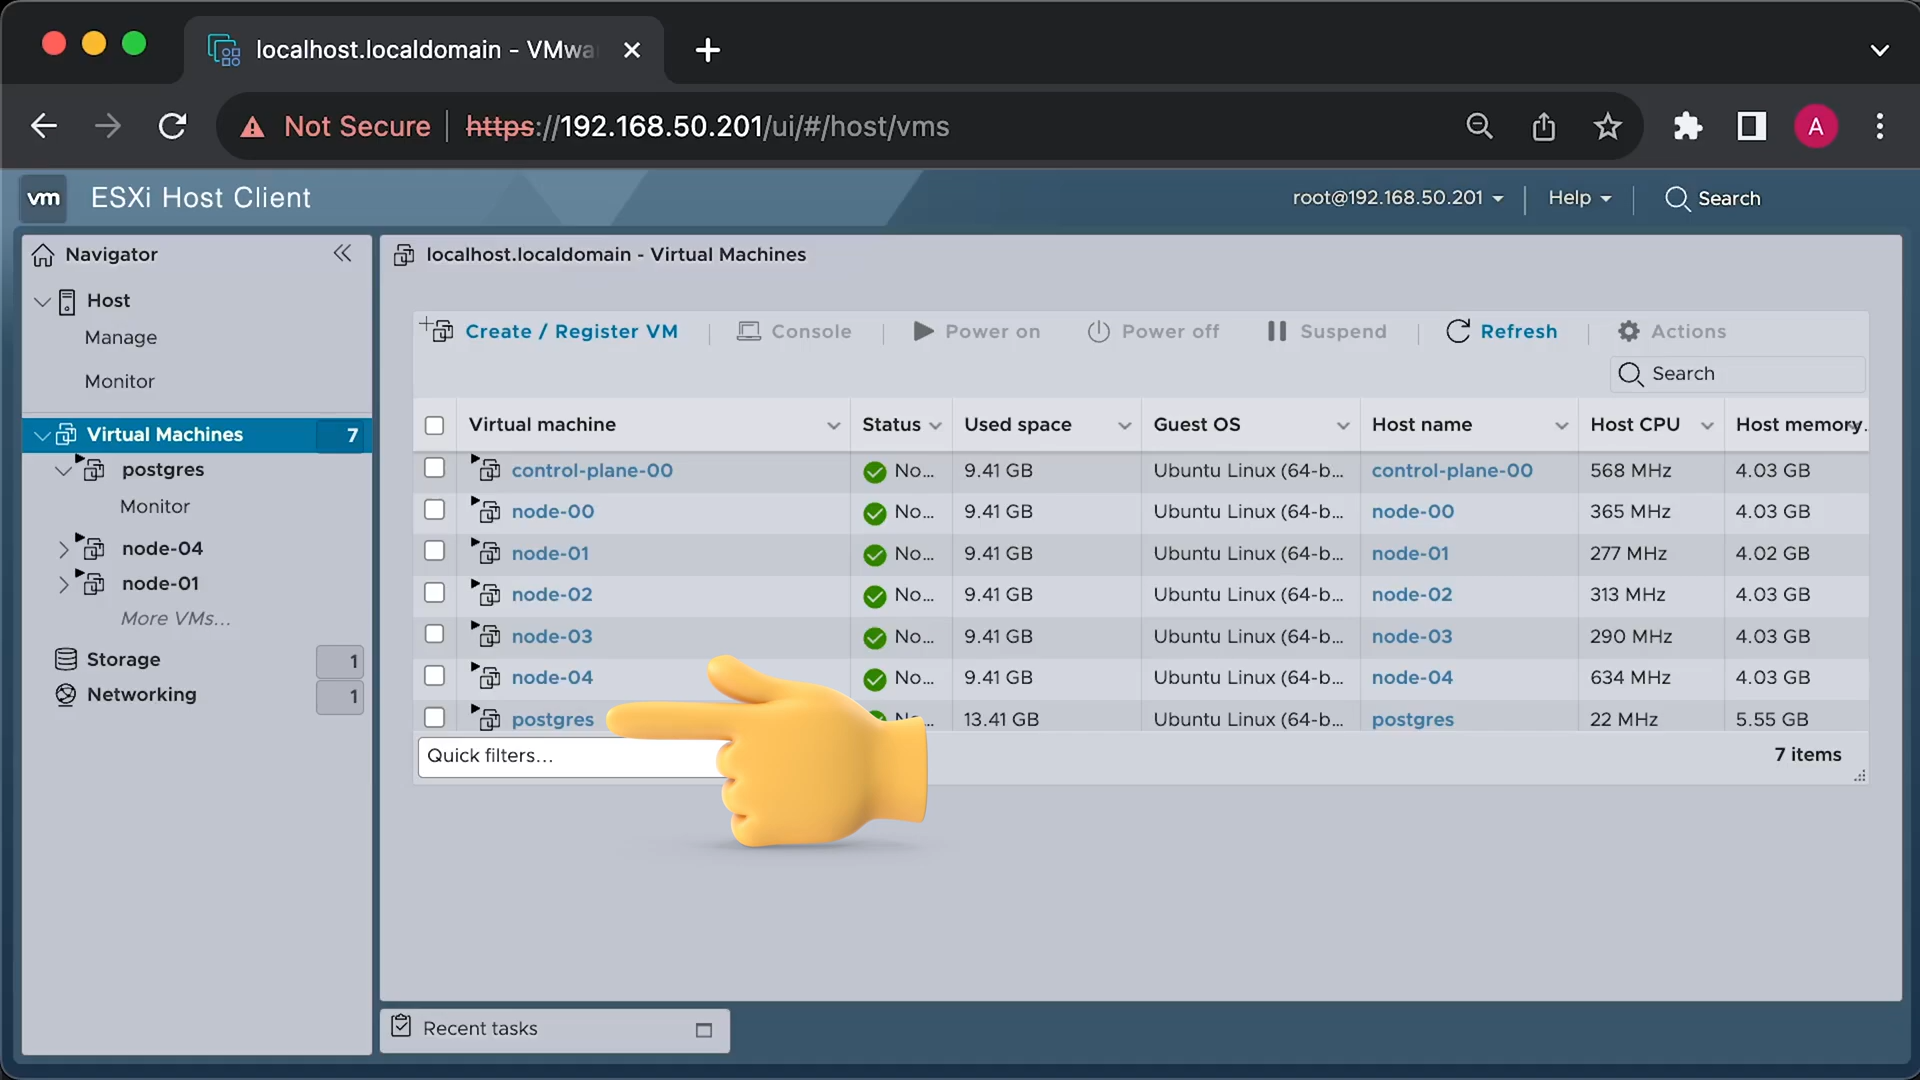 localhost.localdomain - VMwa
Not Secure https://192.168.50.201/ui/#/host/vms
A
vm ESXi Host Client
root@192.168.50.201
Help
Search
Navigator
Host
Manage
Monitor
Virtual Machines 7
postgres
Monitor
node-04
node-01
More VMs...
Storage 1
Networking 1
localhost.localdomain - Virtual Machines
Create / Register VM Console Power on Power off Suspend Refresh Actions
Search
Virtual machine Status Used space Guest OS Host name Host CPU Host memory
control-plane-00 No... 9.41 GB Ubuntu Linux (64-b... control-plane-00 568 MHz 4.03 GB
node-00 No... 9.41 GB Ubuntu Linux (64-b... node-00 365 MHz 4.03 GB
node-01 No... 9.41 GB Ubuntu Linux (64-b... node-01 277 MHz 4.02 GB
node-02 No... 9.41 GB Ubuntu Linux (64-b... node-02 313 MHz 4.03 GB
node-03 No... 9.41 GB Ubuntu Linux (64-b... node-03 290 MHz 4.03 GB
node-04 No... 9.41 GB Ubuntu Linux (64-b... node-04 634 MHz 4.03 GB
postgres 13.41 GB Ubuntu Linux (64-b... postgres 22 MHz 5.55 GB
Quick filters...
7 items
Recent tasks